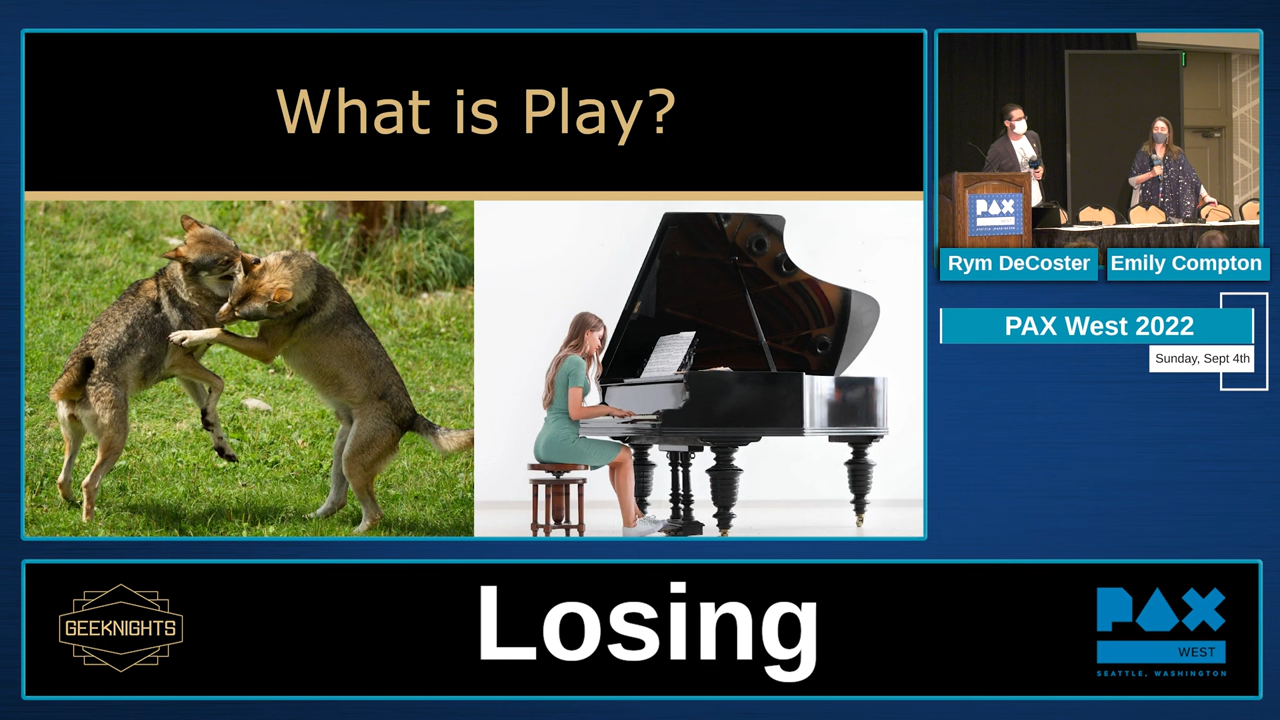 What is Play?
PAX
Rym DeCoster
Emily Compton
PAX West 2022
Sunday, Sept 4th
GEEKNIGHTS
Losing
PAX
WEST
SEATTLE, WASHINGTON